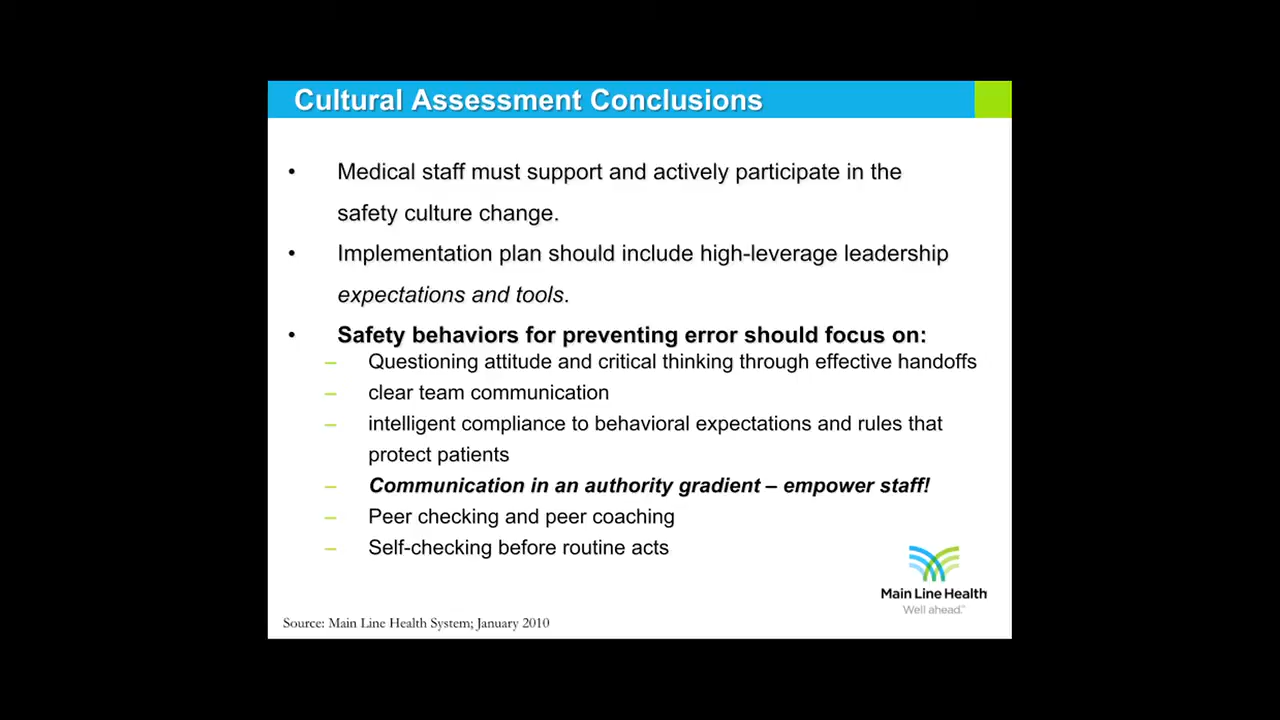 Cultural Assessment Conclusions
• Medical staff must support and actively participate in the
safety culture change.
• Implementation plan should include high-leverage leadership
expectations and tools.
• Safety behaviors for preventing error should focus on:
– Questioning attitude and critical thinking through effective handoffs
– clear team communication
– intelligent compliance to behavioral expectations and rules that
protect patients
– Communication in an authority gradient – empower staff!
– Peer checking and peer coaching
– Self-checking before routine acts
Main Line Health
Well ahead.™
Source: Main Line Health System; January 2010